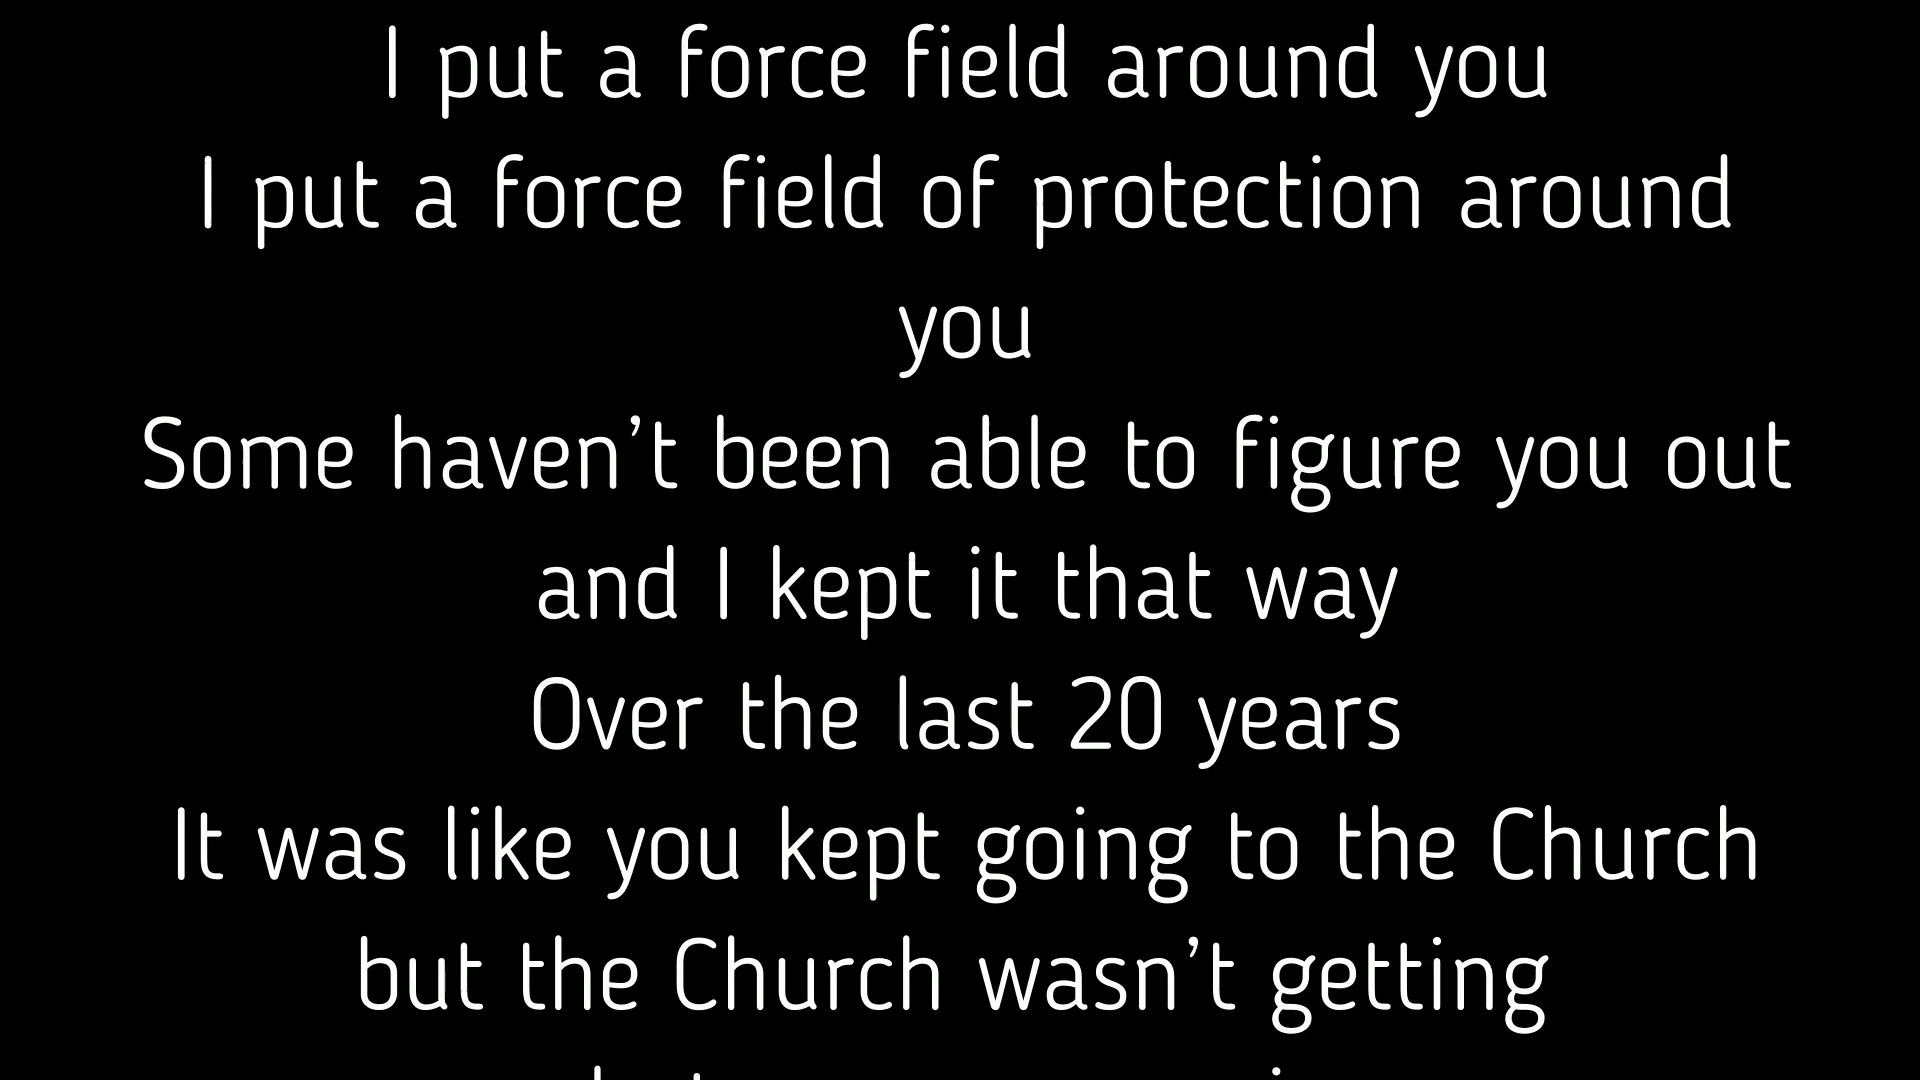 I put a force field around you
I put a force field of protection around
you
Some haven’t been able to figure you out
and I kept it that way
Over the last 20 years
It was like you kept going to the Church
but the Church wasn’t getting